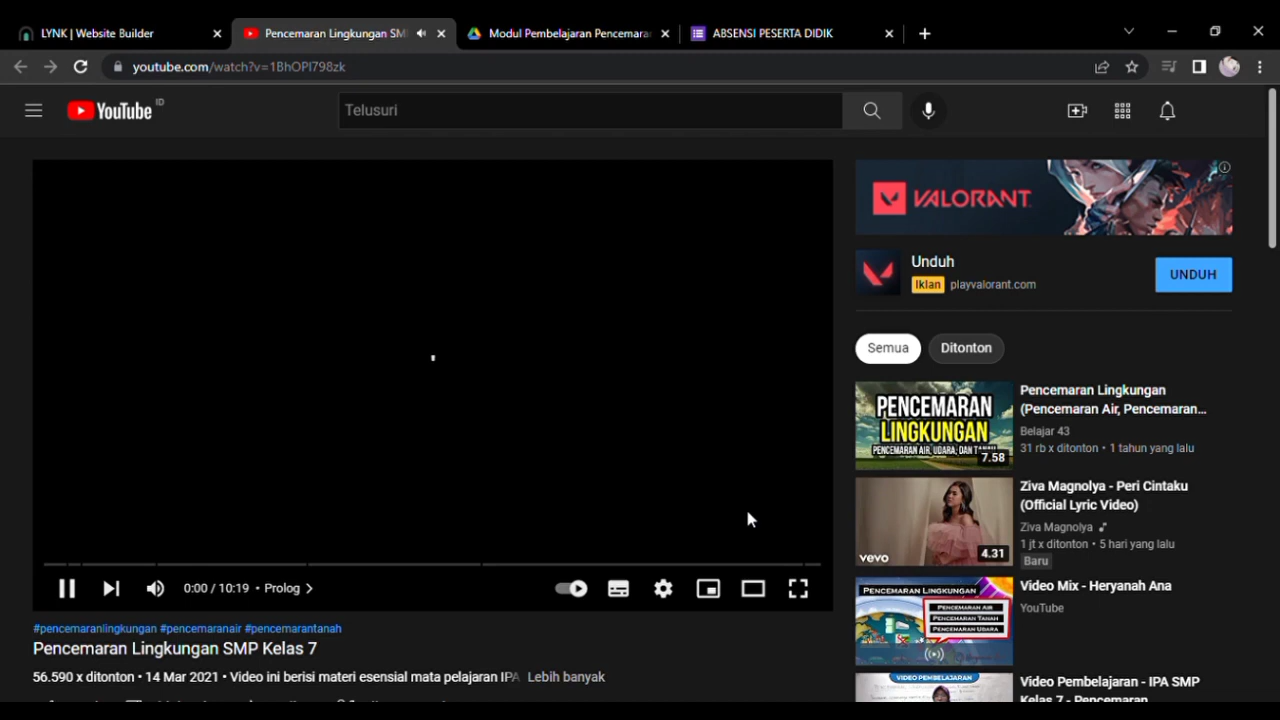 LYNK | Website Builder
Pencemaran Lingkungan SM
Modul Pembelajaran Pencemara
ABSENSI PESERTA DIDIK
youtube.com/watch?v=1BhOPl798zk
YouTube ID
Telusuri
VALORANT
Unduh
Iklan playvalorant.com
UNDUH
Semua
Ditonton
PENCEMARAN
LINGKUNGAN
PENCEMARAN AIR, UDARA, DAN
7.58
Pencemaran Lingkungan
(Pencemaran Air, Pencemaran...
Belajar 43
31 rb x ditonton • 1 tahun yang lalu
vevo
4.31
Ziva Magnolya - Peri Cintaku
(Official Lyric Video)
Ziva Magnolya
1 jt x ditonton • 5 hari yang lalu
Baru
PENCEMARAN LINGKUNGAN
PENCEMARAN AIR
PENCEMARAN TANAH
PENCEMARAN UDARA
Video Mix - Heryanah Ana
YouTube
VIDEO PEMBELAJARAN
Video Pembelajaran - IPA SMP
Kelas 7 - Pencemaran
0:00 / 10:19 • Prolog
#pencemaranlingkungan #pencemaranair #pencemarantanah
Pencemaran Lingkungan SMP Kelas 7
56.590 x ditonton • 14 Mar 2021 • Video ini berisi materi esensial mata pelajaran IPA Lebih banyak